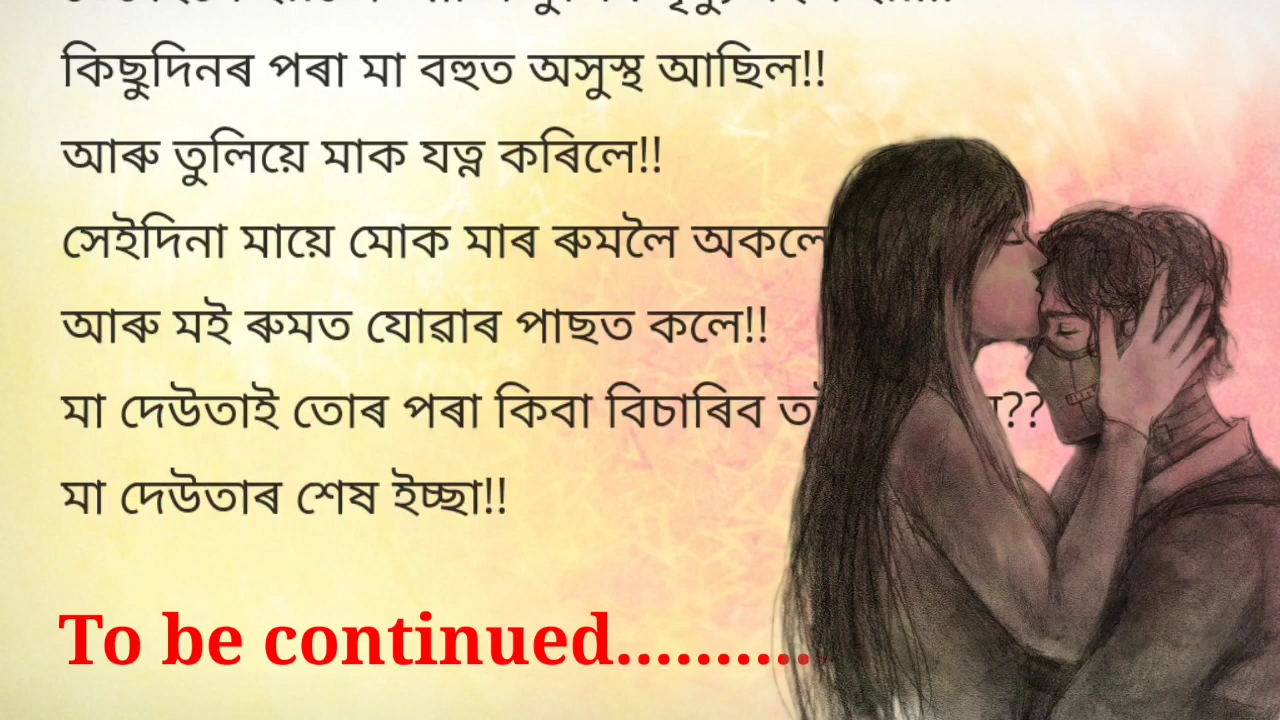 কিছুদিনৰ পৰা মা বহুত অসুস্থ আছিল!!
আৰু তুলিয়ে মাক যত্ন কৰিলে!!
সেইদিনা মায়ে মোক মাৰ ৰুমলৈ অকলে
আৰু মই ৰুমত যোৱাৰ পাছত কলে!!
মা দেউতাই তোৰ পৰা কিবা বিচাৰিব
মা দেউতাৰ শেষ ইচ্ছা!!
To be continued..........